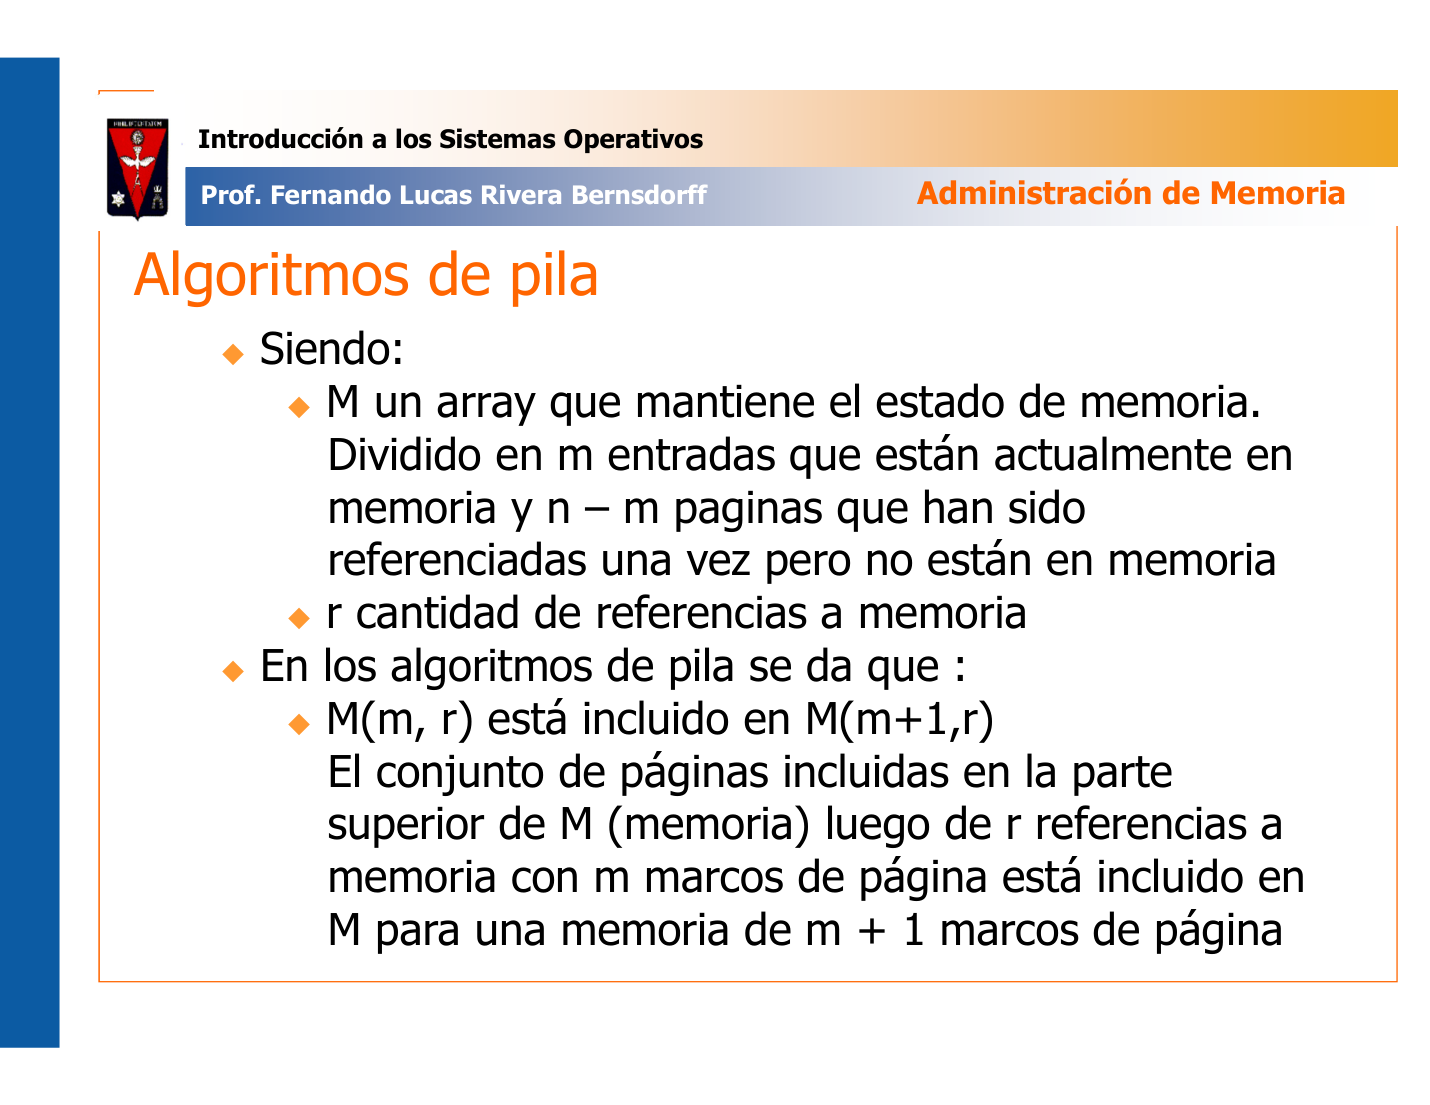 Introducción a los Sistemas Operativos
Prof. Fernando Lucas Rivera Bernsdorff
Administración de Memoria
Algoritmos de pila
Siendo:
M un array que mantiene el estado de memoria.
Dividido en m entradas que están actualmente en
memoria y n – m paginas que han sido
referenciadas una vez pero no están en memoria
r cantidad de referencias a memoria
En los algoritmos de pila se da que :
M(m, r) está incluido en M(m+1,r)
El conjunto de páginas incluidas en la parte
superior de M (memoria) luego de r referencias a
memoria con m marcos de página está incluido en
M para una memoria de m + 1 marcos de página